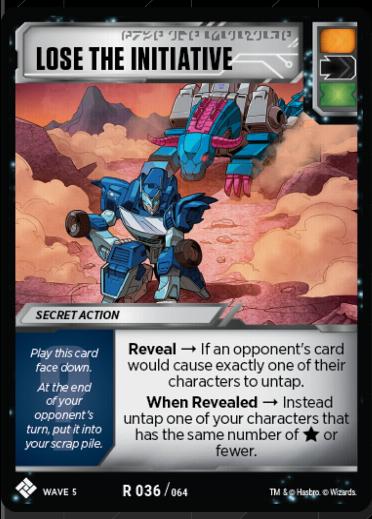 LOSE THE INITIATIVE
SECRET ACTION
Play this card
face down.
At the end
of your
opponent's
turn, put it into
your scrap pile.
Reveal → If an opponent's card
would cause exactly one of their
characters to untap.
When Revealed → Instead
untap one of your characters that
has the same number of ★ or
fewer.
WAVE 5
R 036/064
TM & © Hasbro. © Wizards.